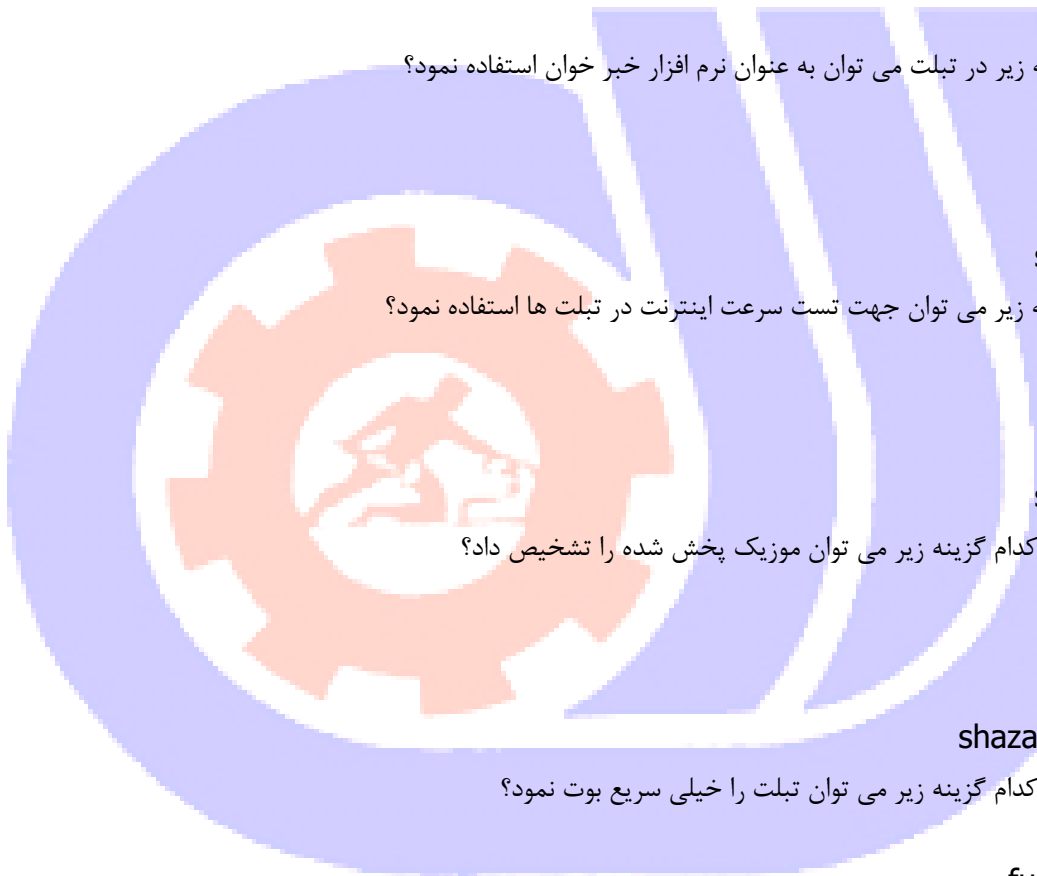 زیر در تبلت می توان به عنوان نرم افزار خبر خوان استفاده نمود؟
زیر می توان جهت تست سرعت اینترنت در تبلت ها استفاده نمود؟
کدام گزینه زیر می توان موزیک پخش شده را تشخیص داد؟
shaza
کدام گزینه زیر می توان تبلت را خیلی سریع بوت نمود؟